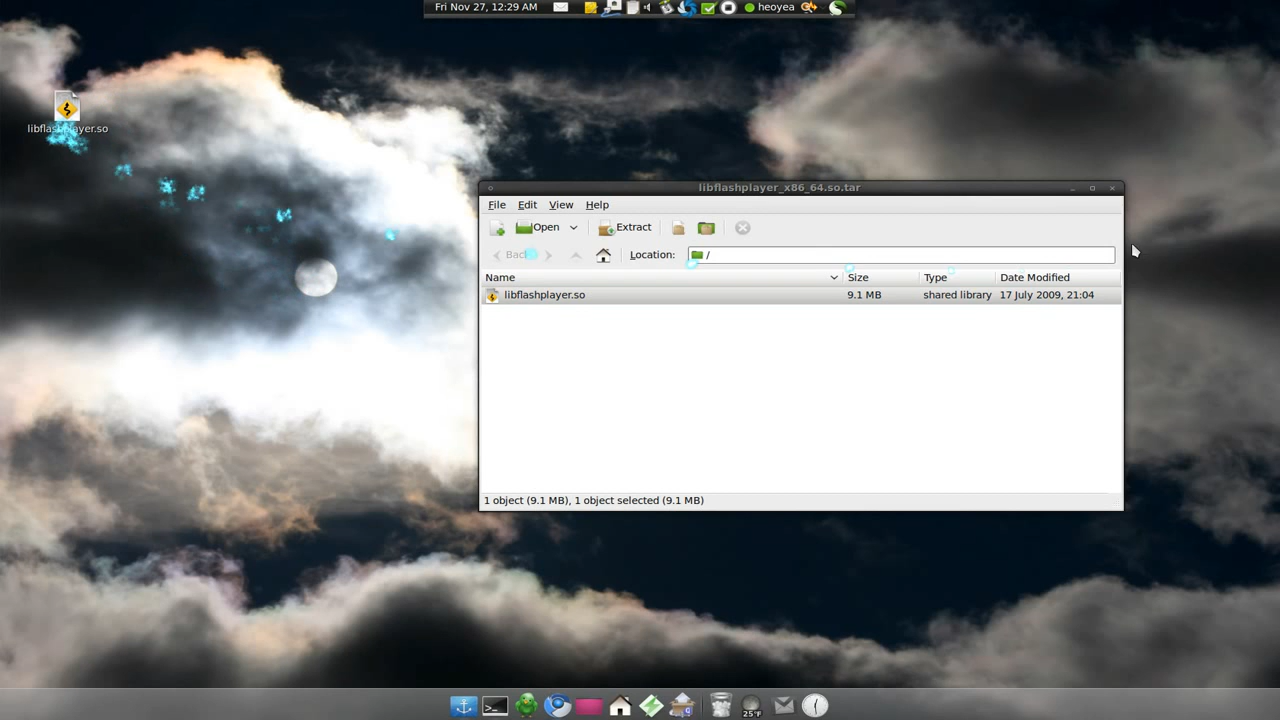 Fri Nov 27, 12:29 AM
heoyea
libflashplayer.so
libflashplayer_x86_64.so.tar
File Edit View Help
Open Extract
Back Location: /
Name Size Type Date Modified
libflashplayer.so 9.1 MB shared library 17 July 2009, 21:04
1 object (9.1 MB), 1 object selected (9.1 MB)
25°F